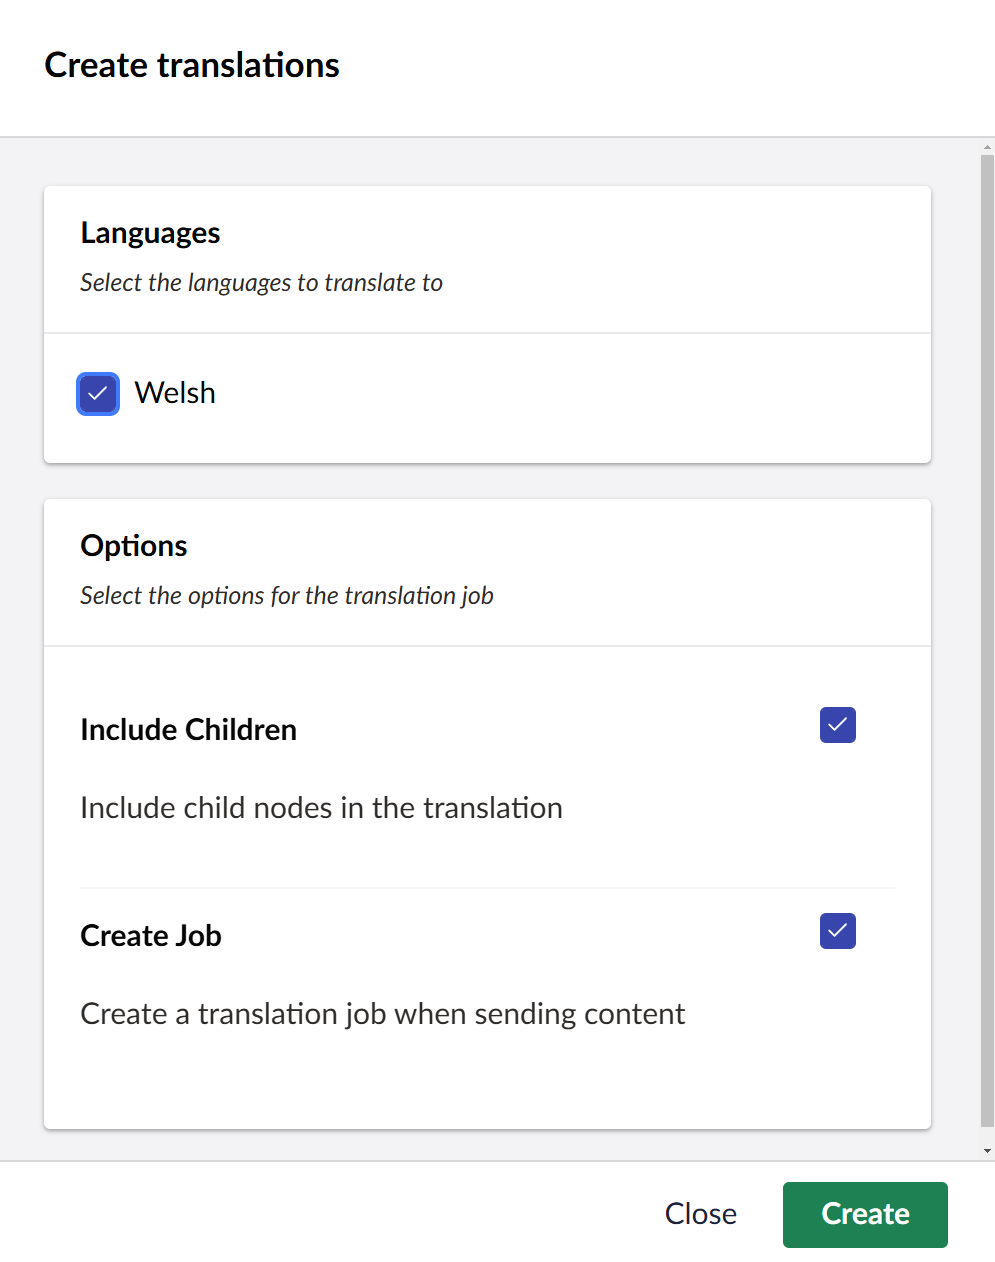 Create translations
Languages
Select the languages to translate to
Welsh
Options
Select the options for the translation job
Include Children
Include child nodes in the translation
Create Job
Create a translation job when sending content
Close
Create